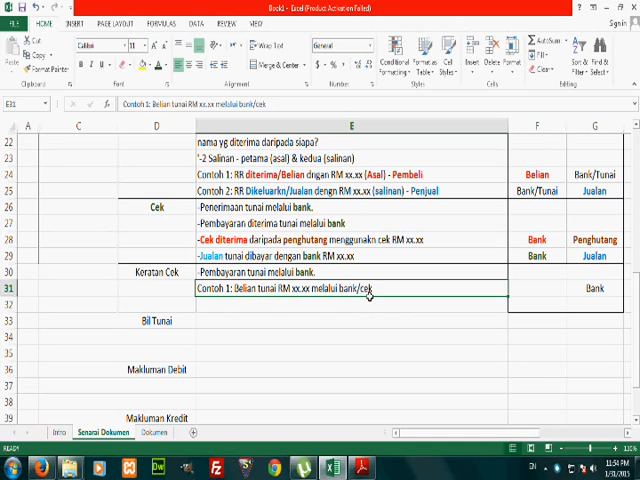 Book1 - Excel (Product Activation Failed)
FILE HOME INSERT PAGE LAYOUT FORMULAS DATA REVIEW VIEW
Sign in
Cut
Copy
Format Painter
Paste
Clipboard
Calibri 11
B I U
Font
Wrap Text
Merge & Center
Alignment
General
Number
Conditional Formatting
Format as Table
Cell Styles
Styles
Insert Delete Format
Cells
AutoSum
Fill
Clear
Sort & Filter
Find & Select
Editing
E31 Contoh 1: Belian tunai RM xx.xx melalui bank/cek
A C D E F G
22 nama yg diterima daripada siapa?
23 '-2 Salinan - petama (asal) & kedua (salinan)
24 Contoh 1: RR diterima/Belian dngan RM xx.xx (Asal) - Pembeli Belian Bank/Tunai
25 Contoh 2: RR Dikeluarkn/Jualan dengn RM xx.xx (salinan) - Penjual Bank/Tunai Jualan
26 Cek -Penerimaan tunai melalui bank.
27 -Pembayaran diterima tunai melalui bank
28 -Cek diterima daripada penghutang menggunakn cek RM xx.xx Bank Penghutang
29 -Jualan tunai dibayar dengan bank RM xx.xx Bank Jualan
30 Keratan Cek -Pembayaran tunai melalui bank.
31 Contoh 1: Belian tunai RM xx.xx melalui bank/cek Bank
32
33 Bil Tunai
34
35
36 Makluman Debit
37
38
39 Makluman Kredit
Intro Senarai Dokumen Dokumen
READY
130%
EN 11:54 PM
1/31/2015